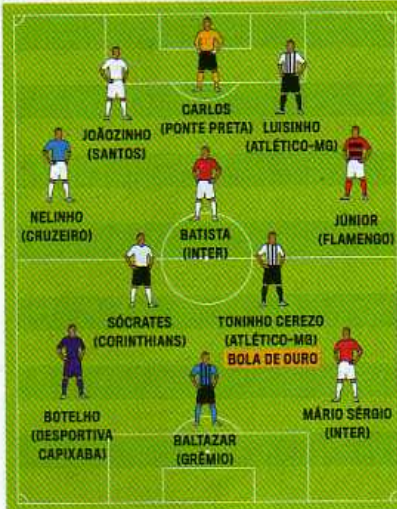 CARLOS
(PONTE PRETA)
JOÃOZINHO
(SANTOS)
LUISINHO
(ATLÉTICO-MG)
NELINHO
(CRUZEIRO)
BATISTA
(INTER)
JÚNIOR
(FLAMENGO)
SÓCRATES
(CORINTHIANS)
TONINHO CEREZO
(ATLÉTICO-MG)
BOLA DE OURO
BOTELHO
(DESPORTIVA
CAPIXABA)
BALTAZAR
(GRÊMIO)
MÁRIO SÉRGIO
(INTER)